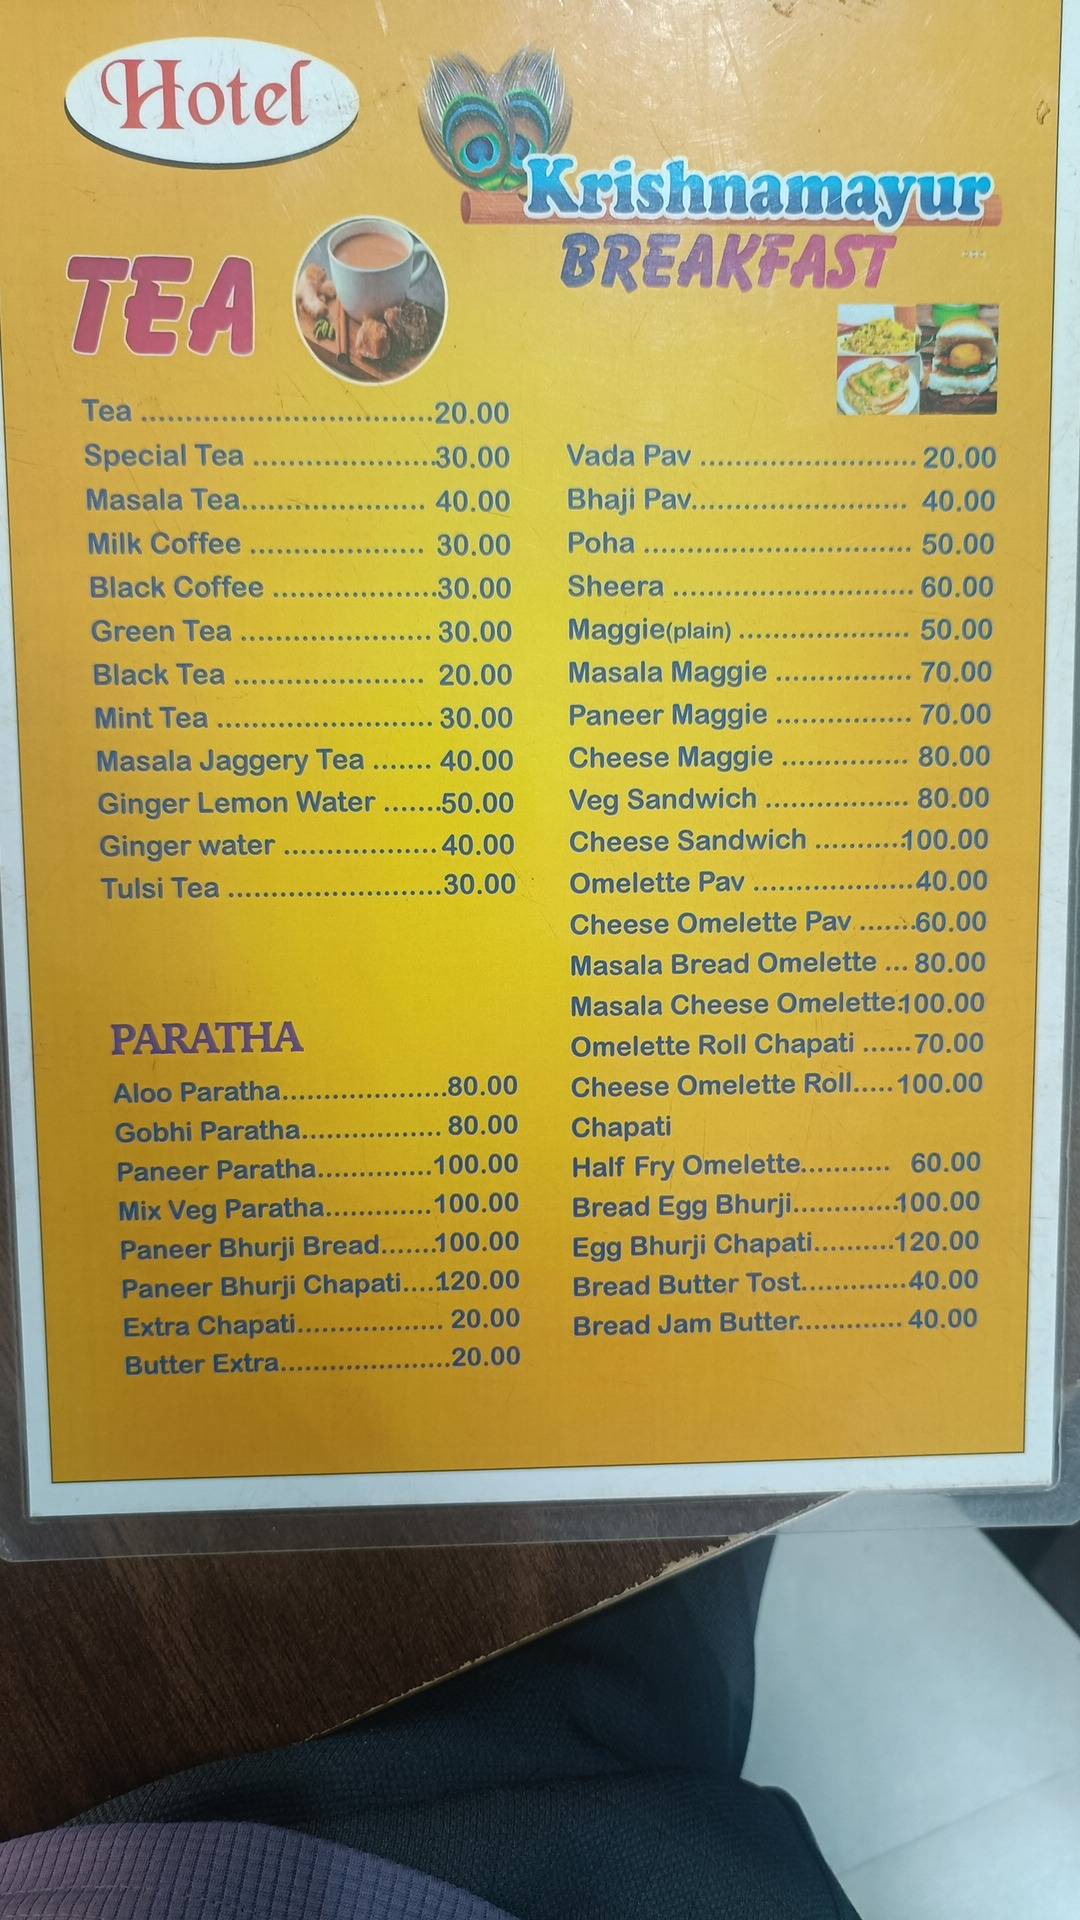 Hotel
Krishnamayur
TEA
Tea ................................20.00
Special Tea ....................30.00
Masala Tea.................... 40.00
Milk Coffee ................... 30.00
Black Coffee ..................30.00
Green Tea ..................... 30.00
Black Tea ..................... 20.00
Mint Tea ........................ 30.00
Masala Jaggery Tea ....... 40.00
Ginger Lemon Water .......50.00
Ginger water ................. 40.00
Tulsi Tea ........................30.00
PARATHA
Aloo Paratha.....................80.00
Gobhi Paratha................. 80.00
Paneer Paratha..............100.00
Mix Veg Paratha.............100.00
Paneer Bhurji Bread.......100.00
Paneer Bhurji Chapati.....120.00
Extra Chapati.................. 20.00
Butter Extra.....................20.00
BREAKFAST
Vada Pav ........................ 20.00
Bhaji Pav........................ 40.00
Poha .............................. 50.00
Sheera ........................... 60.00
Maggie(plain) ................... 50.00
Masala Maggie ............... 70.00
Paneer Maggie ............... 70.00
Cheese Maggie .............. 80.00
Veg Sandwich ................ 80.00
Cheese Sandwich ..........100.00
Omelette Pav ..................40.00
Cheese Omelette Pav .......60.00
Masala Bread Omelette ... 80.00
Masala Cheese Omelette.100.00
Omelette Roll Chapati ......70.00
Cheese Omelette Roll.....100.00
Chapati
Half Fry Omelette........... 60.00
Bread Egg Bhurji.............100.00
Egg Bhurji Chapati..........120.00
Bread Butter Tost.............40.00
Bread Jam Butter............. 40.00